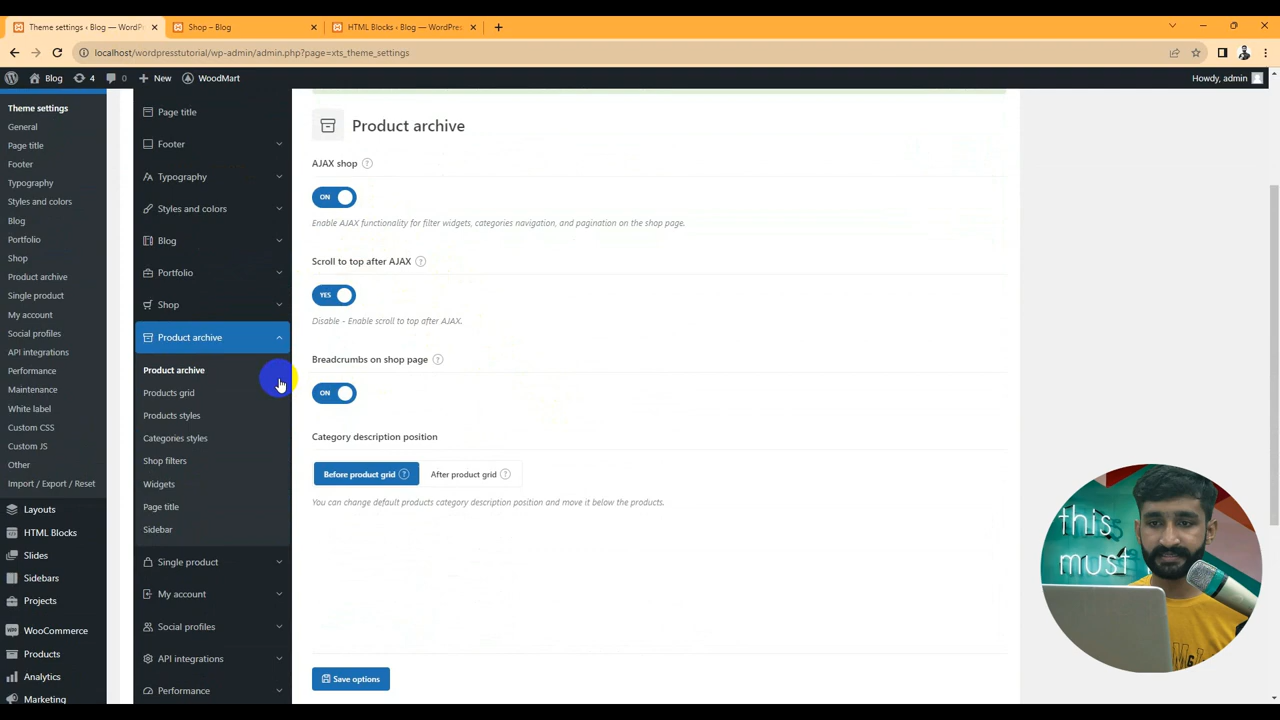 Theme settings ‹ Blog — WordPr
Shop – Blog
HTML Blocks ‹ Blog — WordPres
localhost/wordpresstutorial/wp-admin/admin.php?page=xts_theme_settings
Blog 4 0 New WoodMart
Howdy, admin
Theme settings
General
Page title
Footer
Typography
Styles and colors
Blog
Portfolio
Shop
Product archive
Single product
My account
Social profiles
API integrations
Performance
Maintenance
White label
Custom CSS
Custom JS
Other
Import / Export / Reset
Layouts
HTML Blocks
Slides
Sidebars
Projects
WooCommerce
Products
Analytics
Marketing
Page title
Footer
Typography
Styles and colors
Blog
Portfolio
Shop
Product archive
Product archive
Products grid
Products styles
Categories styles
Shop filters
Widgets
Page title
Sidebar
Single product
My account
Social profiles
API integrations
Performance
Product archive
AJAX shop ?
ON
Enable AJAX functionality for filter widgets, categories navigation, and pagination on the shop page.
Scroll to top after AJAX ?
YES
Disable - Enable scroll to top after AJAX.
Breadcrumbs on shop page ?
ON
Category description position
Before product grid ? After product grid ?
You can change default products category description position and move it below the products.
Save options
this
must